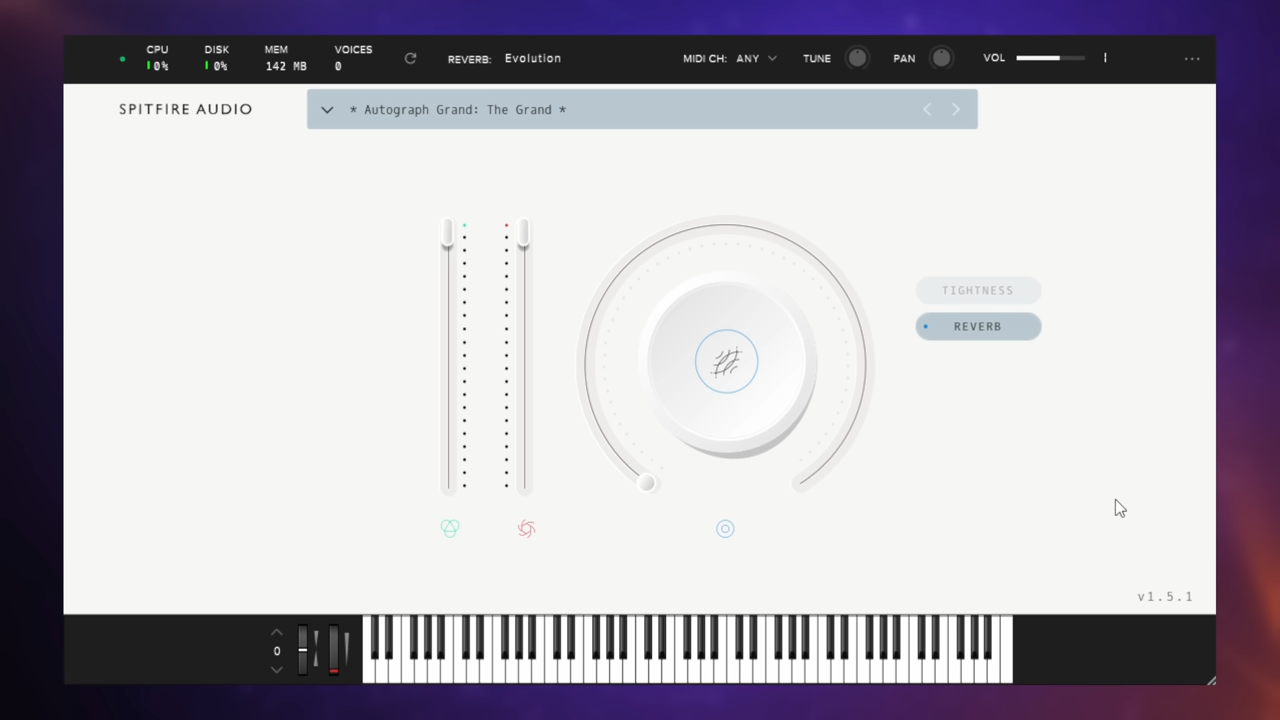 CPU DISK MEM VOICES
0% 0% 142 MB 0
REVERB: Evolution
MIDI CH: ANY TUNE PAN VOL
SPITFIRE AUDIO
* Autograph Grand: The Grand *
TIGHTNESS
REVERB
v1.5.1
0